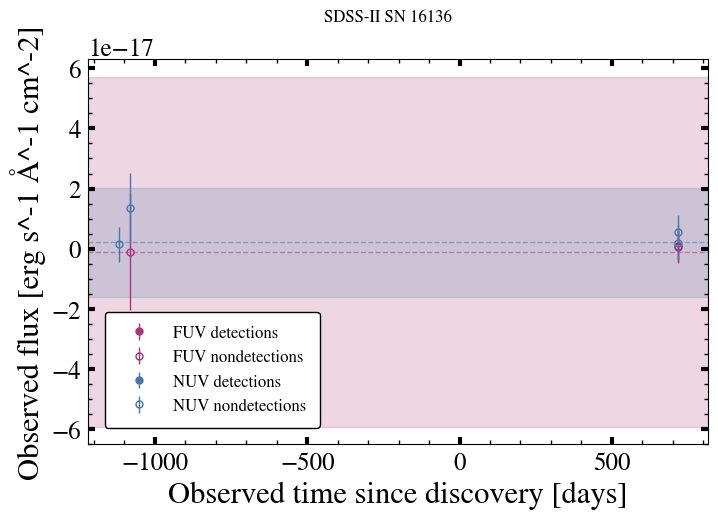 SDSS-II SN 16136
1e−17
6
4
2
0
−2
−4
−6
Observed flux [erg s^-1 Å^-1 cm^-2]
FUV detections
FUV nondetections
NUV detections
NUV nondetections
−1000 −500 0 500
Observed time since discovery [days]